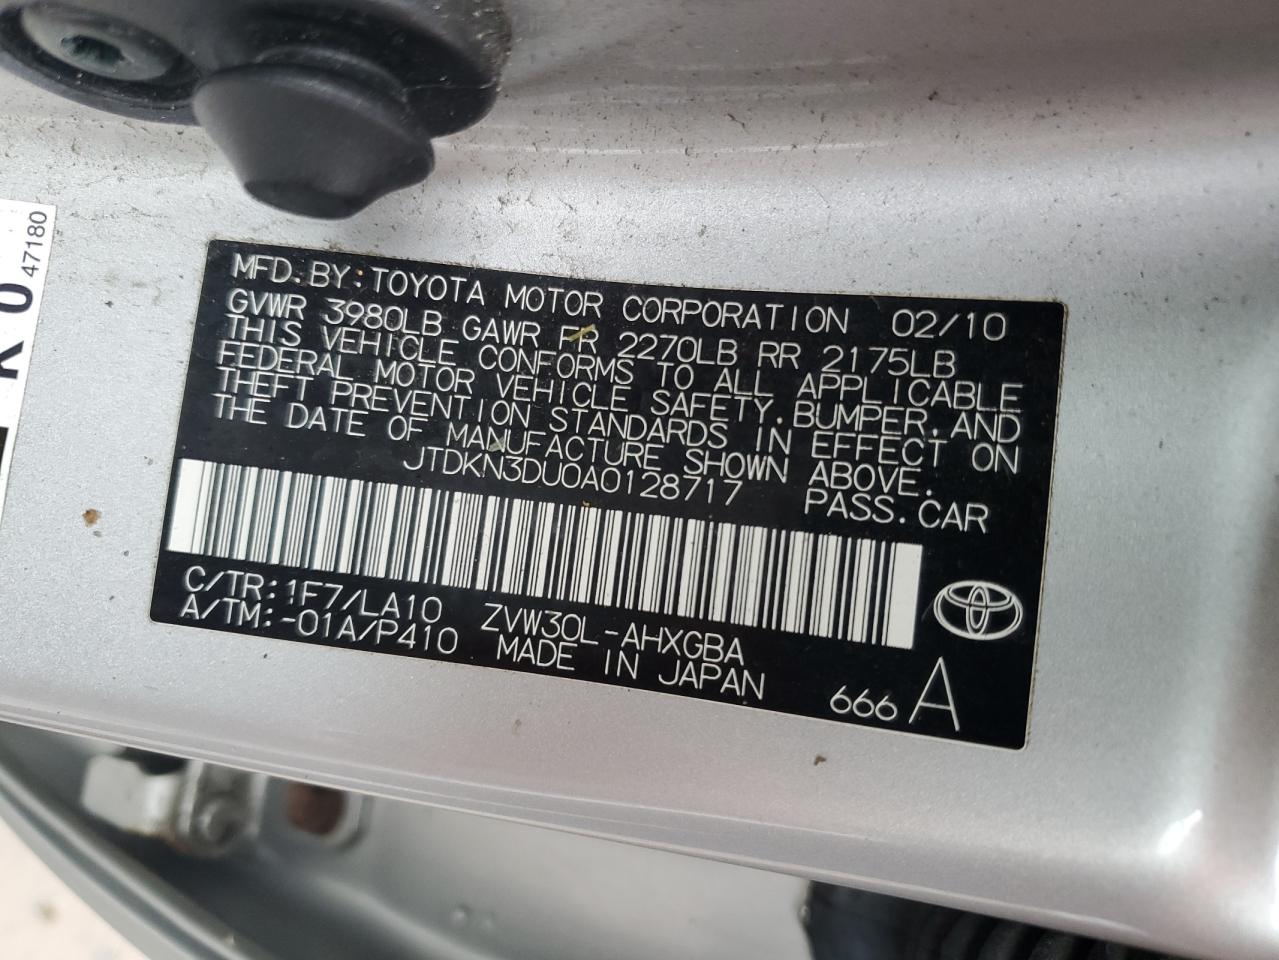 MFD.BY:TOYOTA MOTOR CORPORATION 02/10
GVWR 3980LB GAWR FR 2270LB RR 2175LB
THIS VEHICLE CONFORMS TO ALL APPLICABLE
FEDERAL MOTOR VEHICLE SAFETY.BUMPER.AND
THEFT PREVENTION STANDARDS IN EFFECT ON
THE DATE OF MANUFACTURE SHOWN ABOVE.
JTDKN3DU0A0128717 PASS.CAR
C/TR:1F7/LA10 ZVW30L-AHXGBA
A/TM:-01A/P410 MADE IN JAPAN
666 A
47180